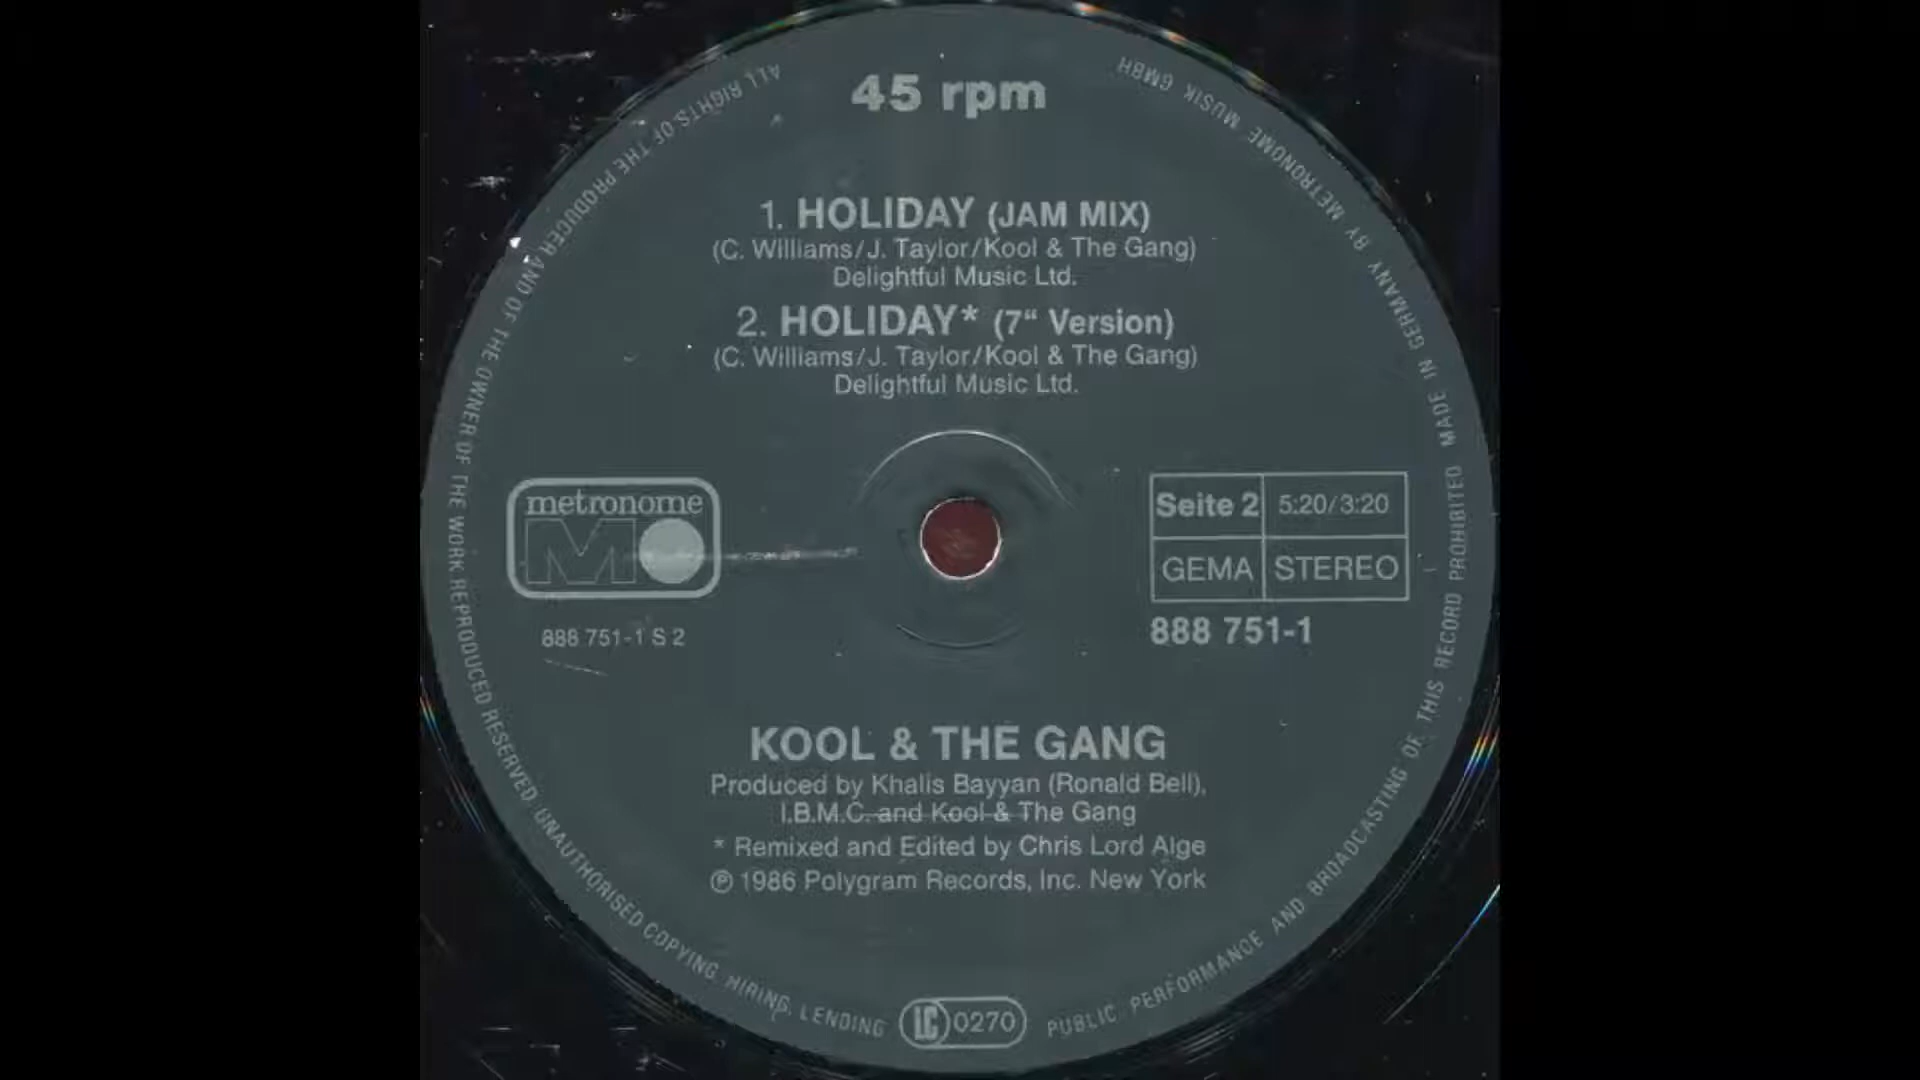 45 rpm
1. HOLIDAY (JAM MIX)
(C. Williams/J. Taylor/Kool & The Gang)
Delightful Music Ltd.
2. HOLIDAY* (7“ Version)
(C. Williams/J. Taylor/Kool & The Gang)
Delightful Music Ltd.
metronome
M
888 751-1 S 2
Seite 2 5:20/3:20
GEMA STEREO
888 751-1
KOOL & THE GANG
Produced by Khalis Bayyan (Ronald Bell),
I.B.M.C. and Kool & The Gang
* Remixed and Edited by Chris Lord Alge
℗ 1986 Polygram Records, Inc. New York
LC 0270
ALL RIGHTS OF THE PRODUCER AND OF THE OWNER OF THE WORK REPRODUCED RESERVED UNAUTHORISED COPYING, HIRING, LENDING PUBLIC PERFORMANCE AND BROADCASTING OF THIS RECORD PROHIBITED MADE IN GERMANY BY METRONOME MUSIK GMBH